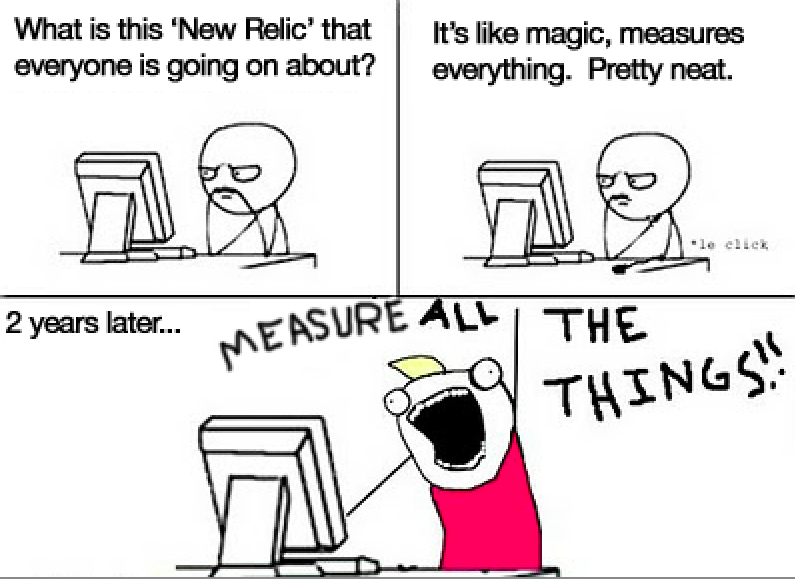 What is this ‘New Relic’ that
everyone is going on about?
It’s like magic, measures
everything.  Pretty neat.
*le click
2 years later...
MEASURE ALL THE
THINGS!!